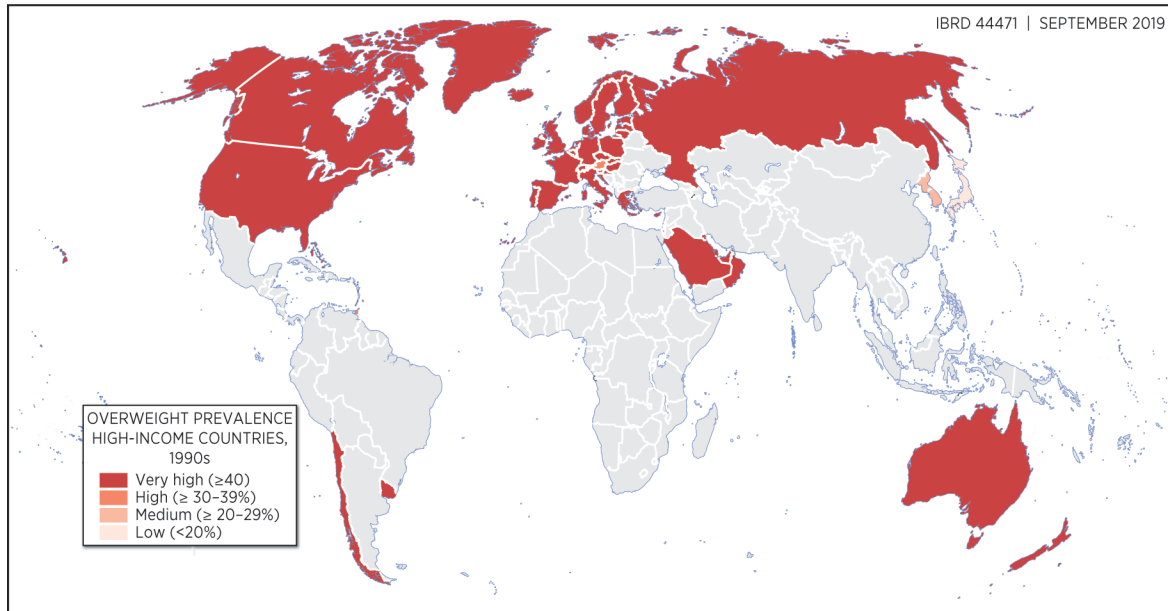 IBRD 44471 | SEPTEMBER 2019
OVERWEIGHT PREVALENCE
HIGH-INCOME COUNTRIES,
1990s
Very high (≥40)
High (≥ 30–39%)
Medium (≥ 20–29%)
Low (<20%)